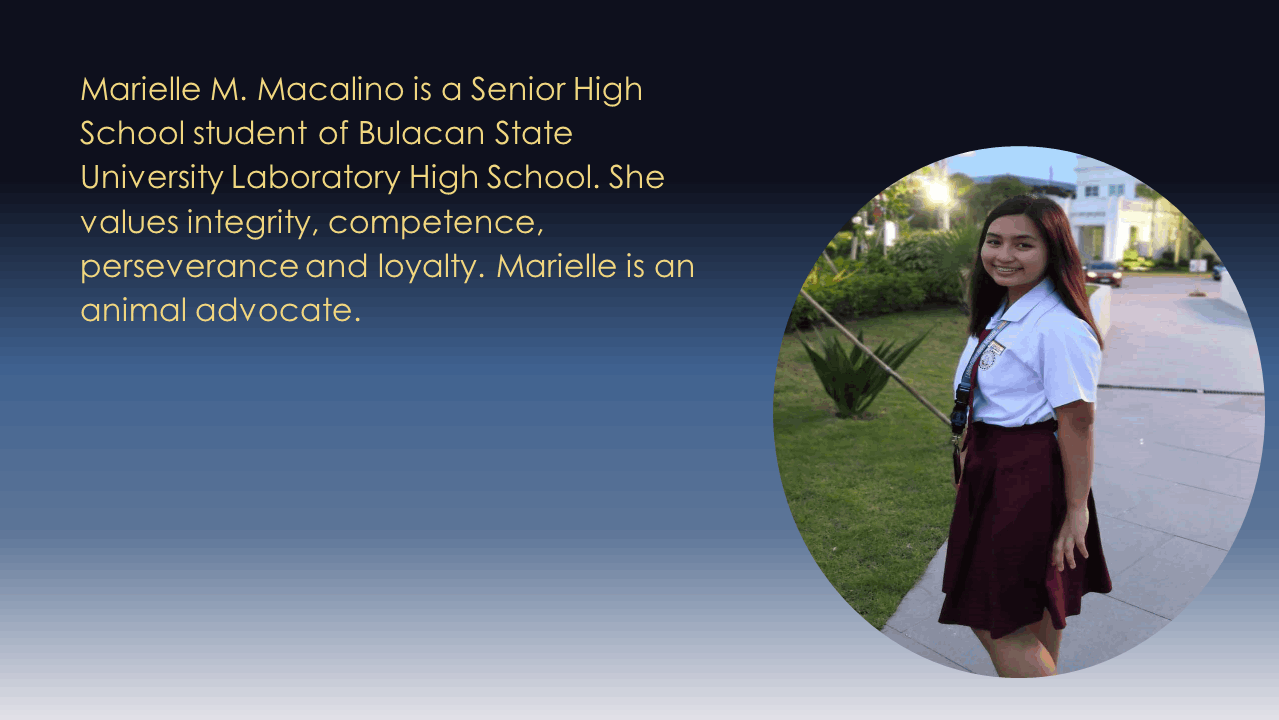 Marielle M. Macalino is a Senior High
School student of Bulacan State
University Laboratory High School. She
values integrity, competence,
perseverance and loyalty. Marielle is an
animal advocate.